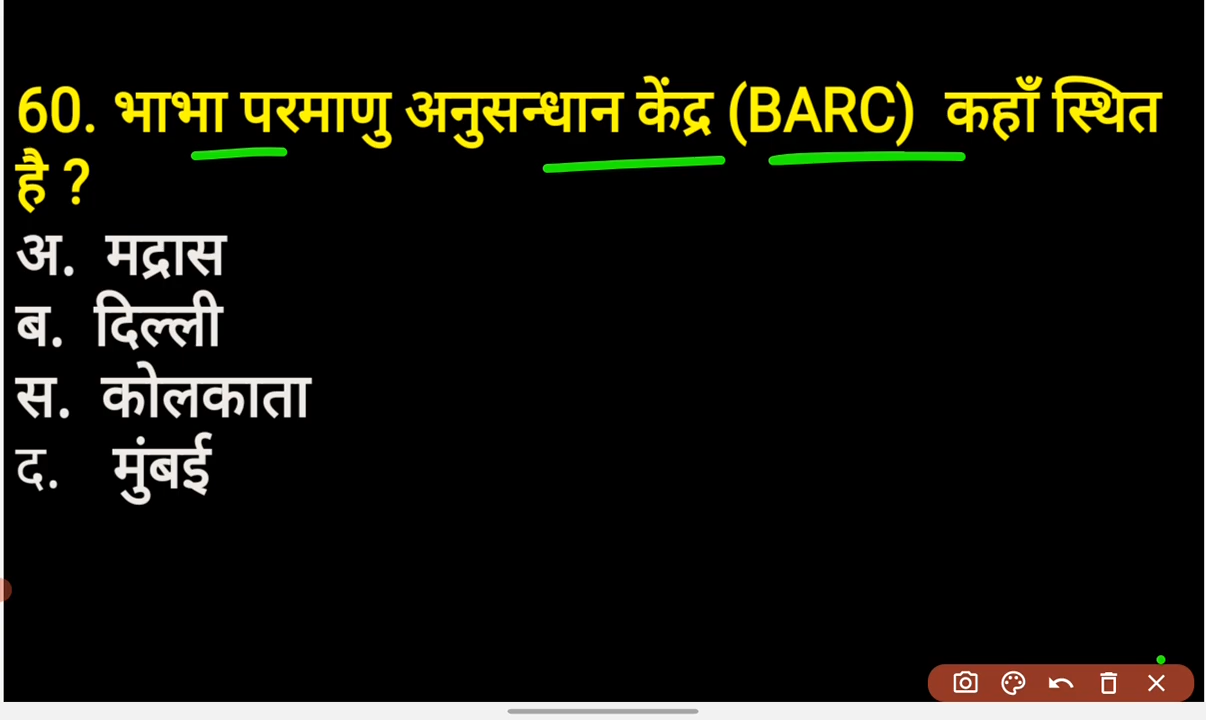 60. भाभा परमाणु अनुसन्धान केंद्र (BARC) कहाँ स्थित
है ?
अ. मद्रास
ब. दिल्ली
स. कोलकाता
द. मुंबई